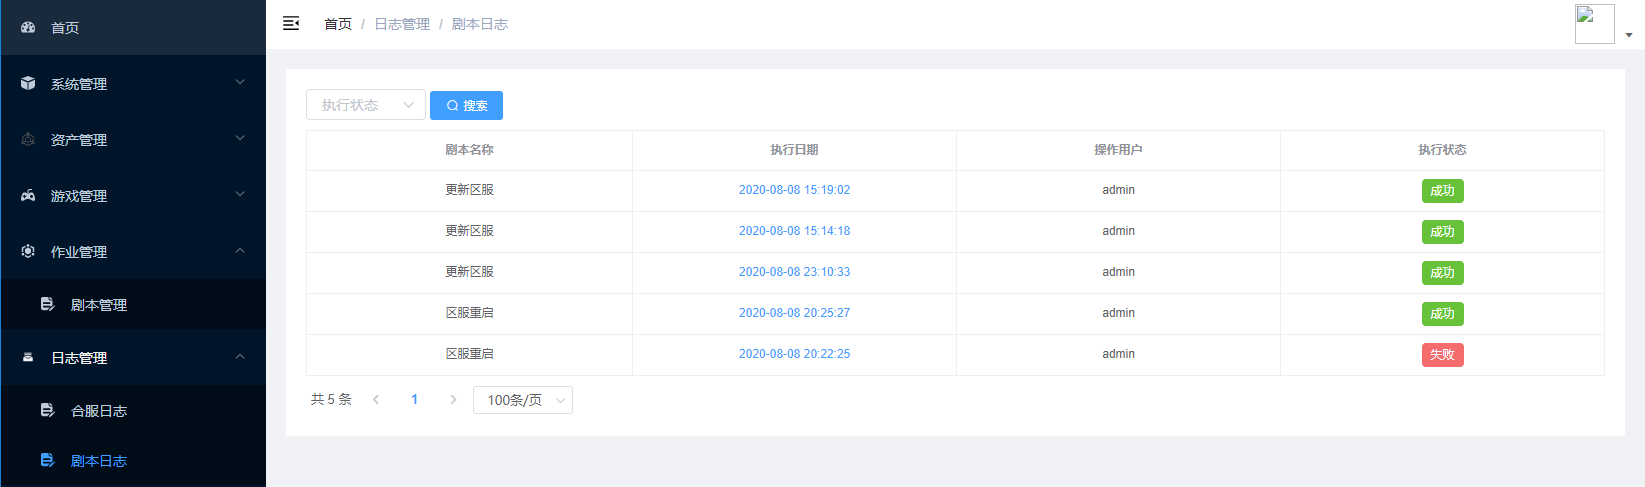 首页
系统管理
资产管理
游戏管理
作业管理
剧本管理
日志管理
合服日志
剧本日志
首页 / 日志管理 / 剧本日志
执行状态 搜索
剧本名称 执行日期 操作用户 执行状态
更新区服 2020-08-08 15:19:02 admin 成功
更新区服 2020-08-08 15:14:18 admin 成功
更新区服 2020-08-08 23:10:33 admin 成功
区服重启 2020-08-08 20:25:27 admin 成功
区服重启 2020-08-08 20:22:25 admin 失败
共 5 条 1 100条/页